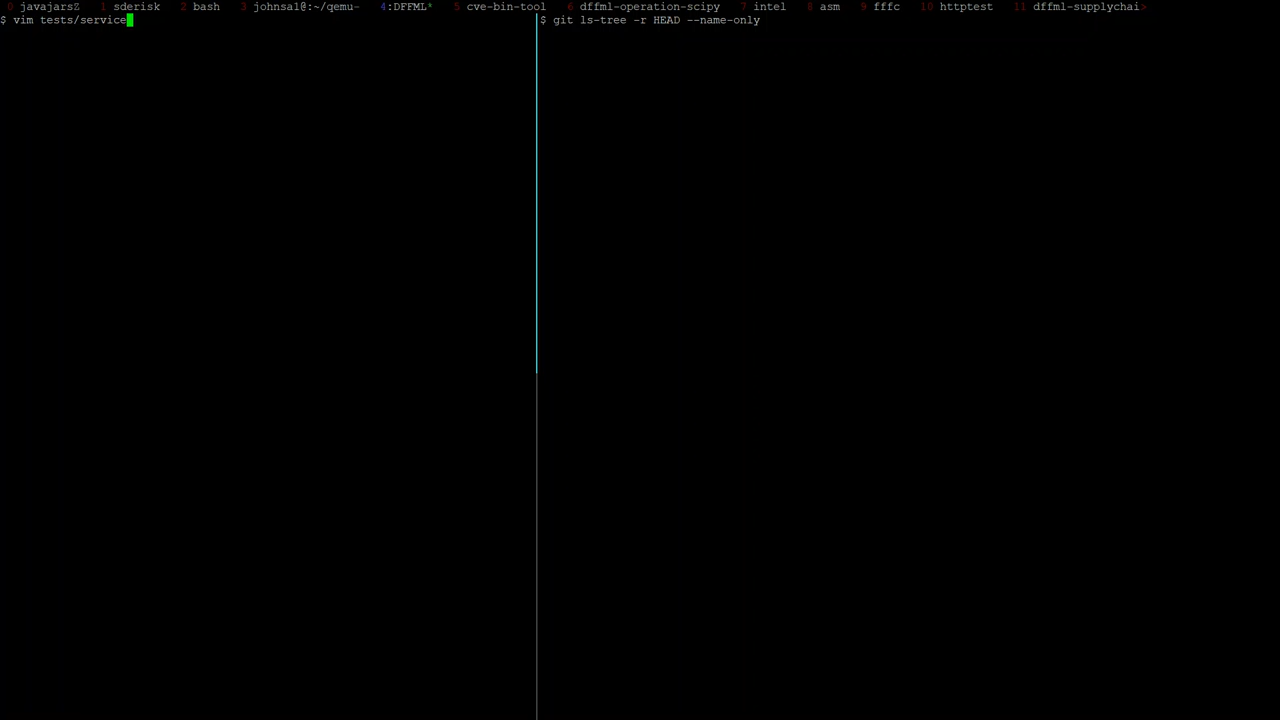 0 javajarsZ 1 sderisk 2 bash 3 johnsa1@:~/qemu- 4:DFFML* 5 cve-bin-tool 6 dffml-operation-scipy 7 intel 8 asm 9 fffc 10 httptest 11 dffml-supplychai>
$ vim tests/service
$ git ls-tree -r HEAD --name-only